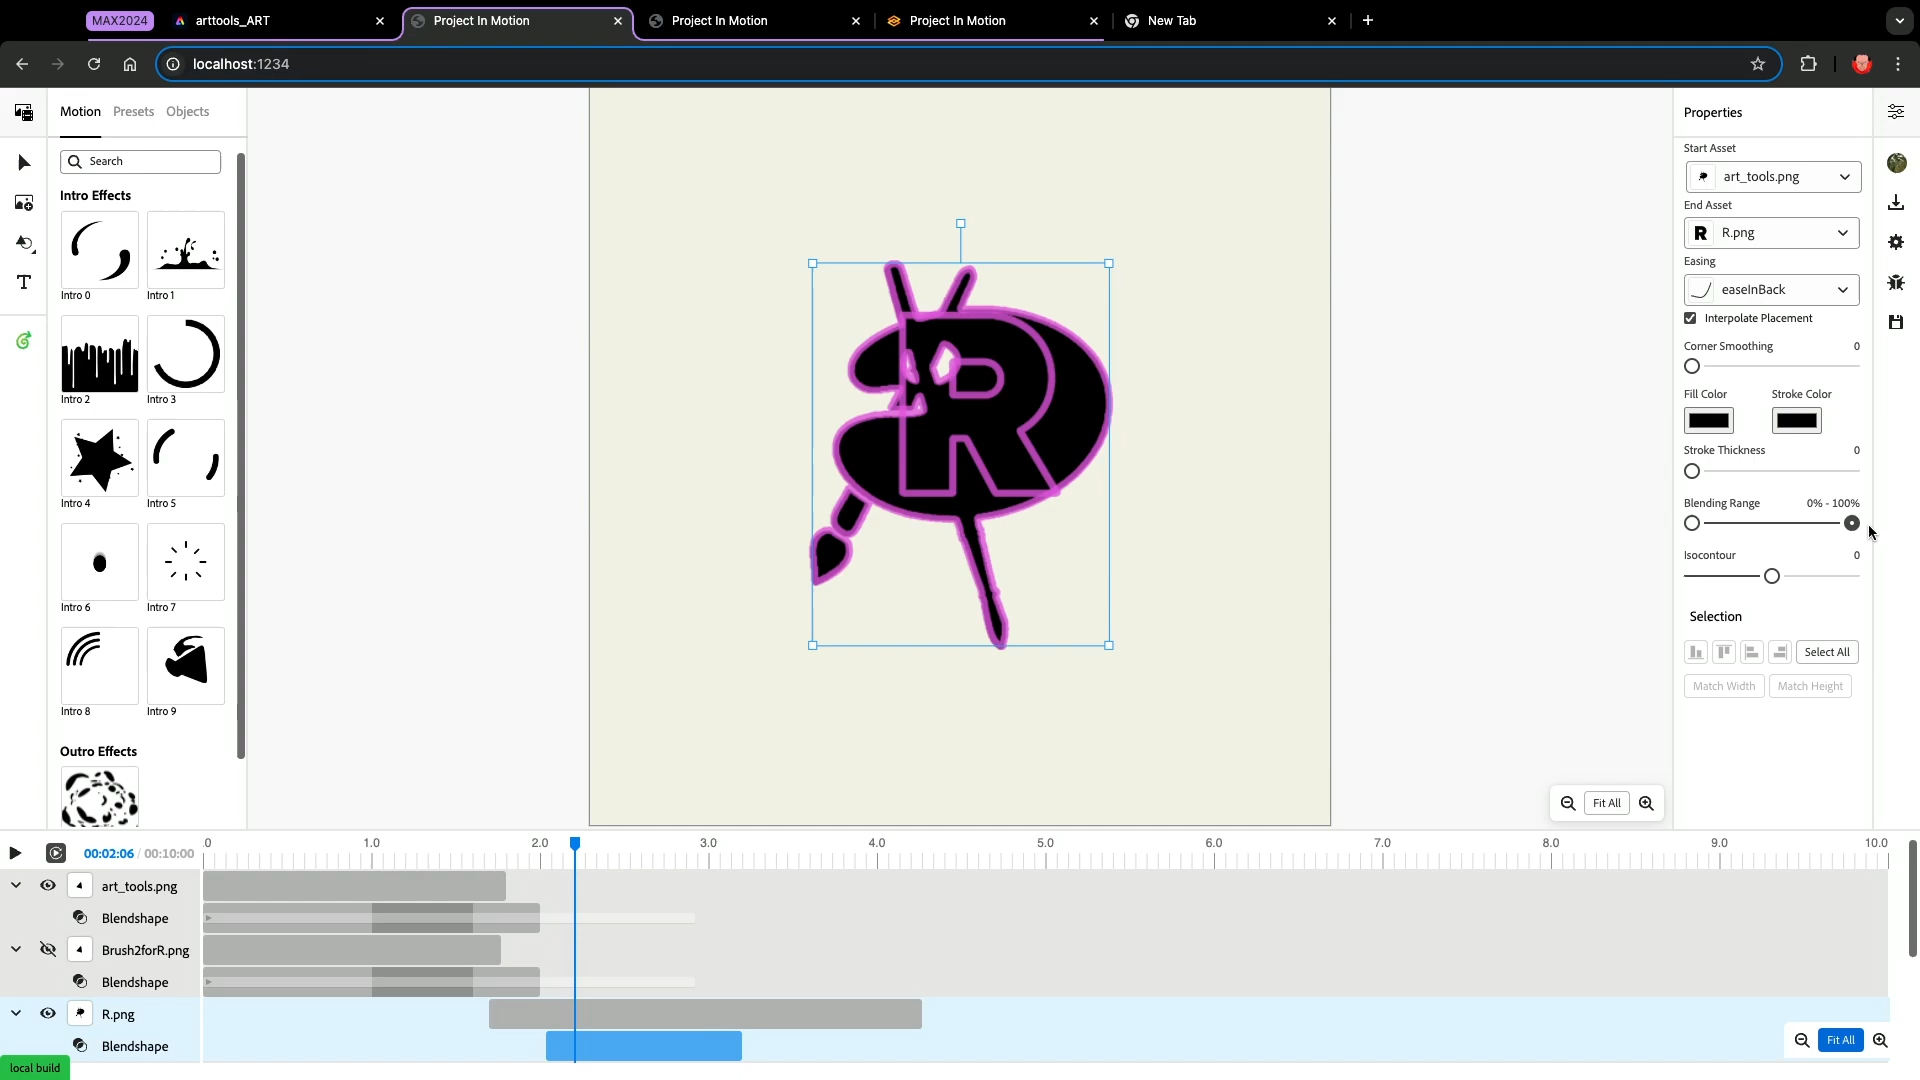 MAX2024
arttools_ART
Project In Motion
Project In Motion
Project In Motion
New Tab
localhost:1234
Motion
Presets
Objects
Search
Intro Effects
Intro 0
Intro 1
Intro 2
Intro 3
Intro 4
Intro 5
Intro 6
Intro 7
Intro 8
Intro 9
Outro Effects
R
Properties
Start Asset
art_tools.png
End Asset
R R.png
Easing
easeInBack
Interpolate Placement
Corner Smoothing 0
Fill Color Stroke Color
Stroke Thickness 0
Blending Range 0% - 100%
Isocontour 0
Selection
Select All
Match Width Match Height
Fit All
00:02:06 / 00:10:00
.0 1.0 2.0 3.0 4.0 5.0 6.0 7.0 8.0 9.0 10.0
art_tools.png
Blendshape
Brush2forR.png
Blendshape
R.png
Blendshape
Fit All
local build